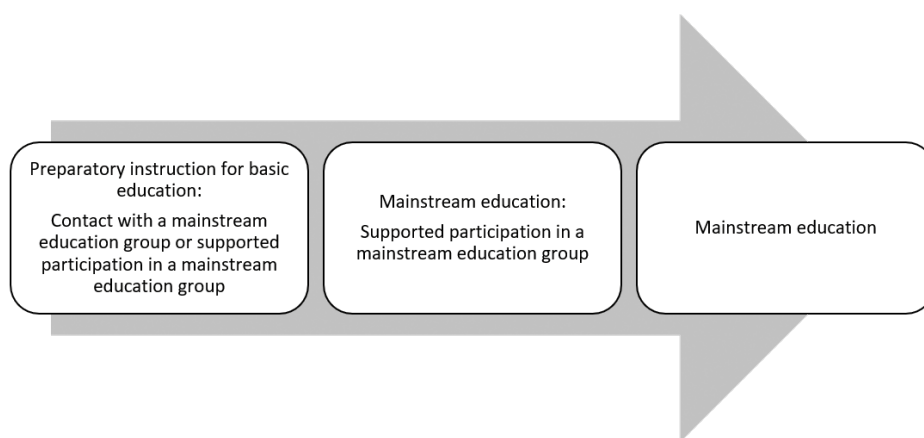 Preparatory instruction for basic
education:
Contact with a mainstream
education group or supported
participation in a mainstream
education group
Mainstream education:
Supported participation in a
mainstream education group
Mainstream education